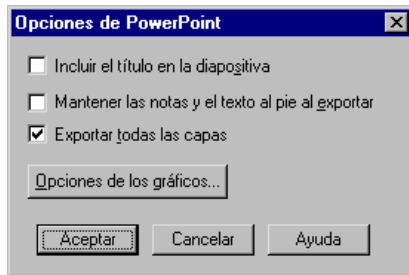 Opciones de PowerPoint
Incluir el título en la diapositiva
Mantener las notas y el texto al pie al exportar
Exportar todas las capas
Opciones de los gráficos...
Aceptar Cancelar Ayuda